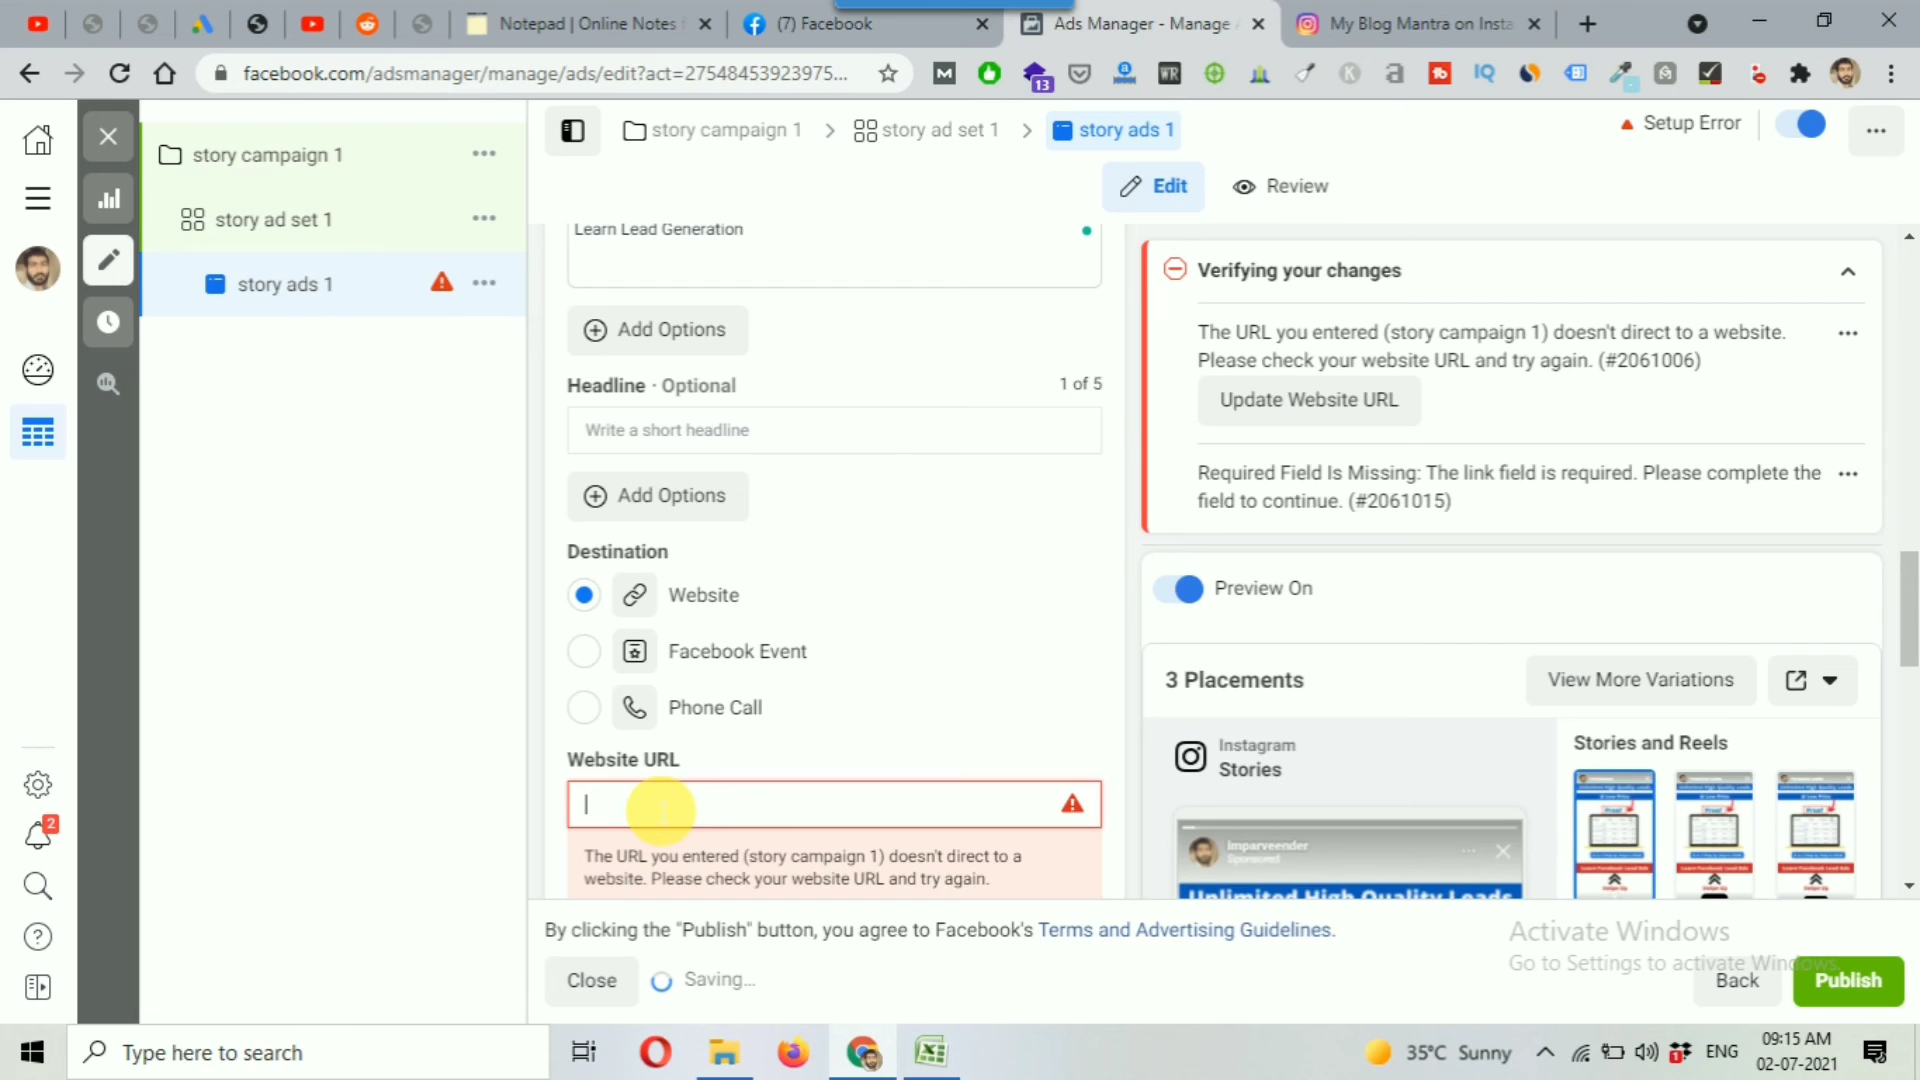 Notepad | Online Notes
(7) Facebook
Ads Manager - Manage
My Blog Mantra on Insta
facebook.com/adsmanager/manage/ads/edit?act=27548453923975...
13
story campaign 1
story ad set 1
story ads 1
story campaign 1
story ad set 1
story ads 1
Setup Error
Edit
Review
Learn Lead Generation
Add Options
Headline · Optional
1 of 5
Write a short headline
Add Options
Destination
Website
Facebook Event
Phone Call
Website URL
The URL you entered (story campaign 1) doesn't direct to a
website. Please check your website URL and try again.
Verifying your changes
The URL you entered (story campaign 1) doesn't direct to a website.
Please check your website URL and try again. (#2061006)
Update Website URL
Required Field Is Missing: The link field is required. Please complete the
field to continue. (#2061015)
Preview On
3 Placements
View More Variations
Instagram
Stories
Stories and Reels
imparveender
Sponsored
Unlimited High Quality Leads
By clicking the "Publish" button, you agree to Facebook's Terms and Advertising Guidelines.
Close
Saving...
Activate Windows
Go to Settings to activate Windows.
Back
Publish
2
Type here to search
35°C Sunny
ENG
09:15 AM
02-07-2021